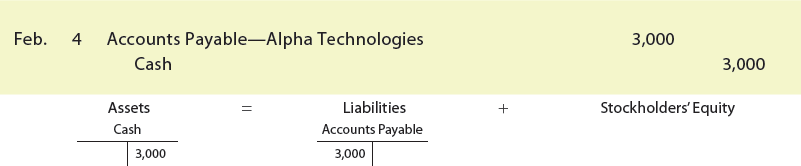 Feb. 4 Accounts Payable—Alpha Technologies 3,000
Cash 3,000
Assets = Liabilities + Stockholders' Equity
Cash Accounts Payable
3,000 3,000